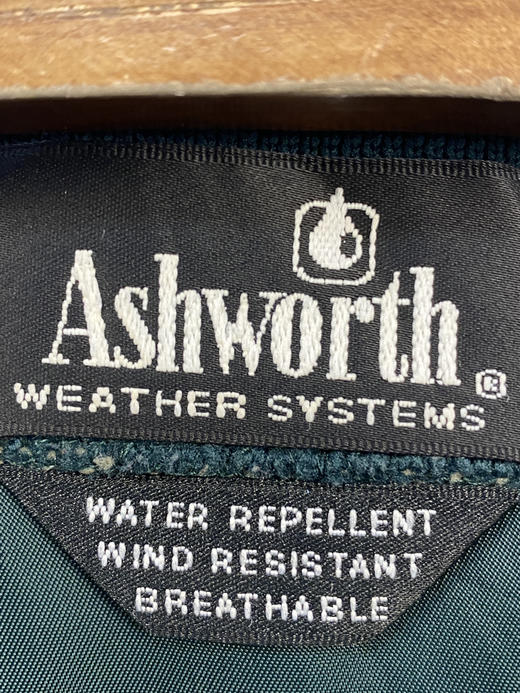 Ashworth®
WEATHER SYSTEMS
WATER REPELLENT
WIND RESISTANT
BREATHABLE